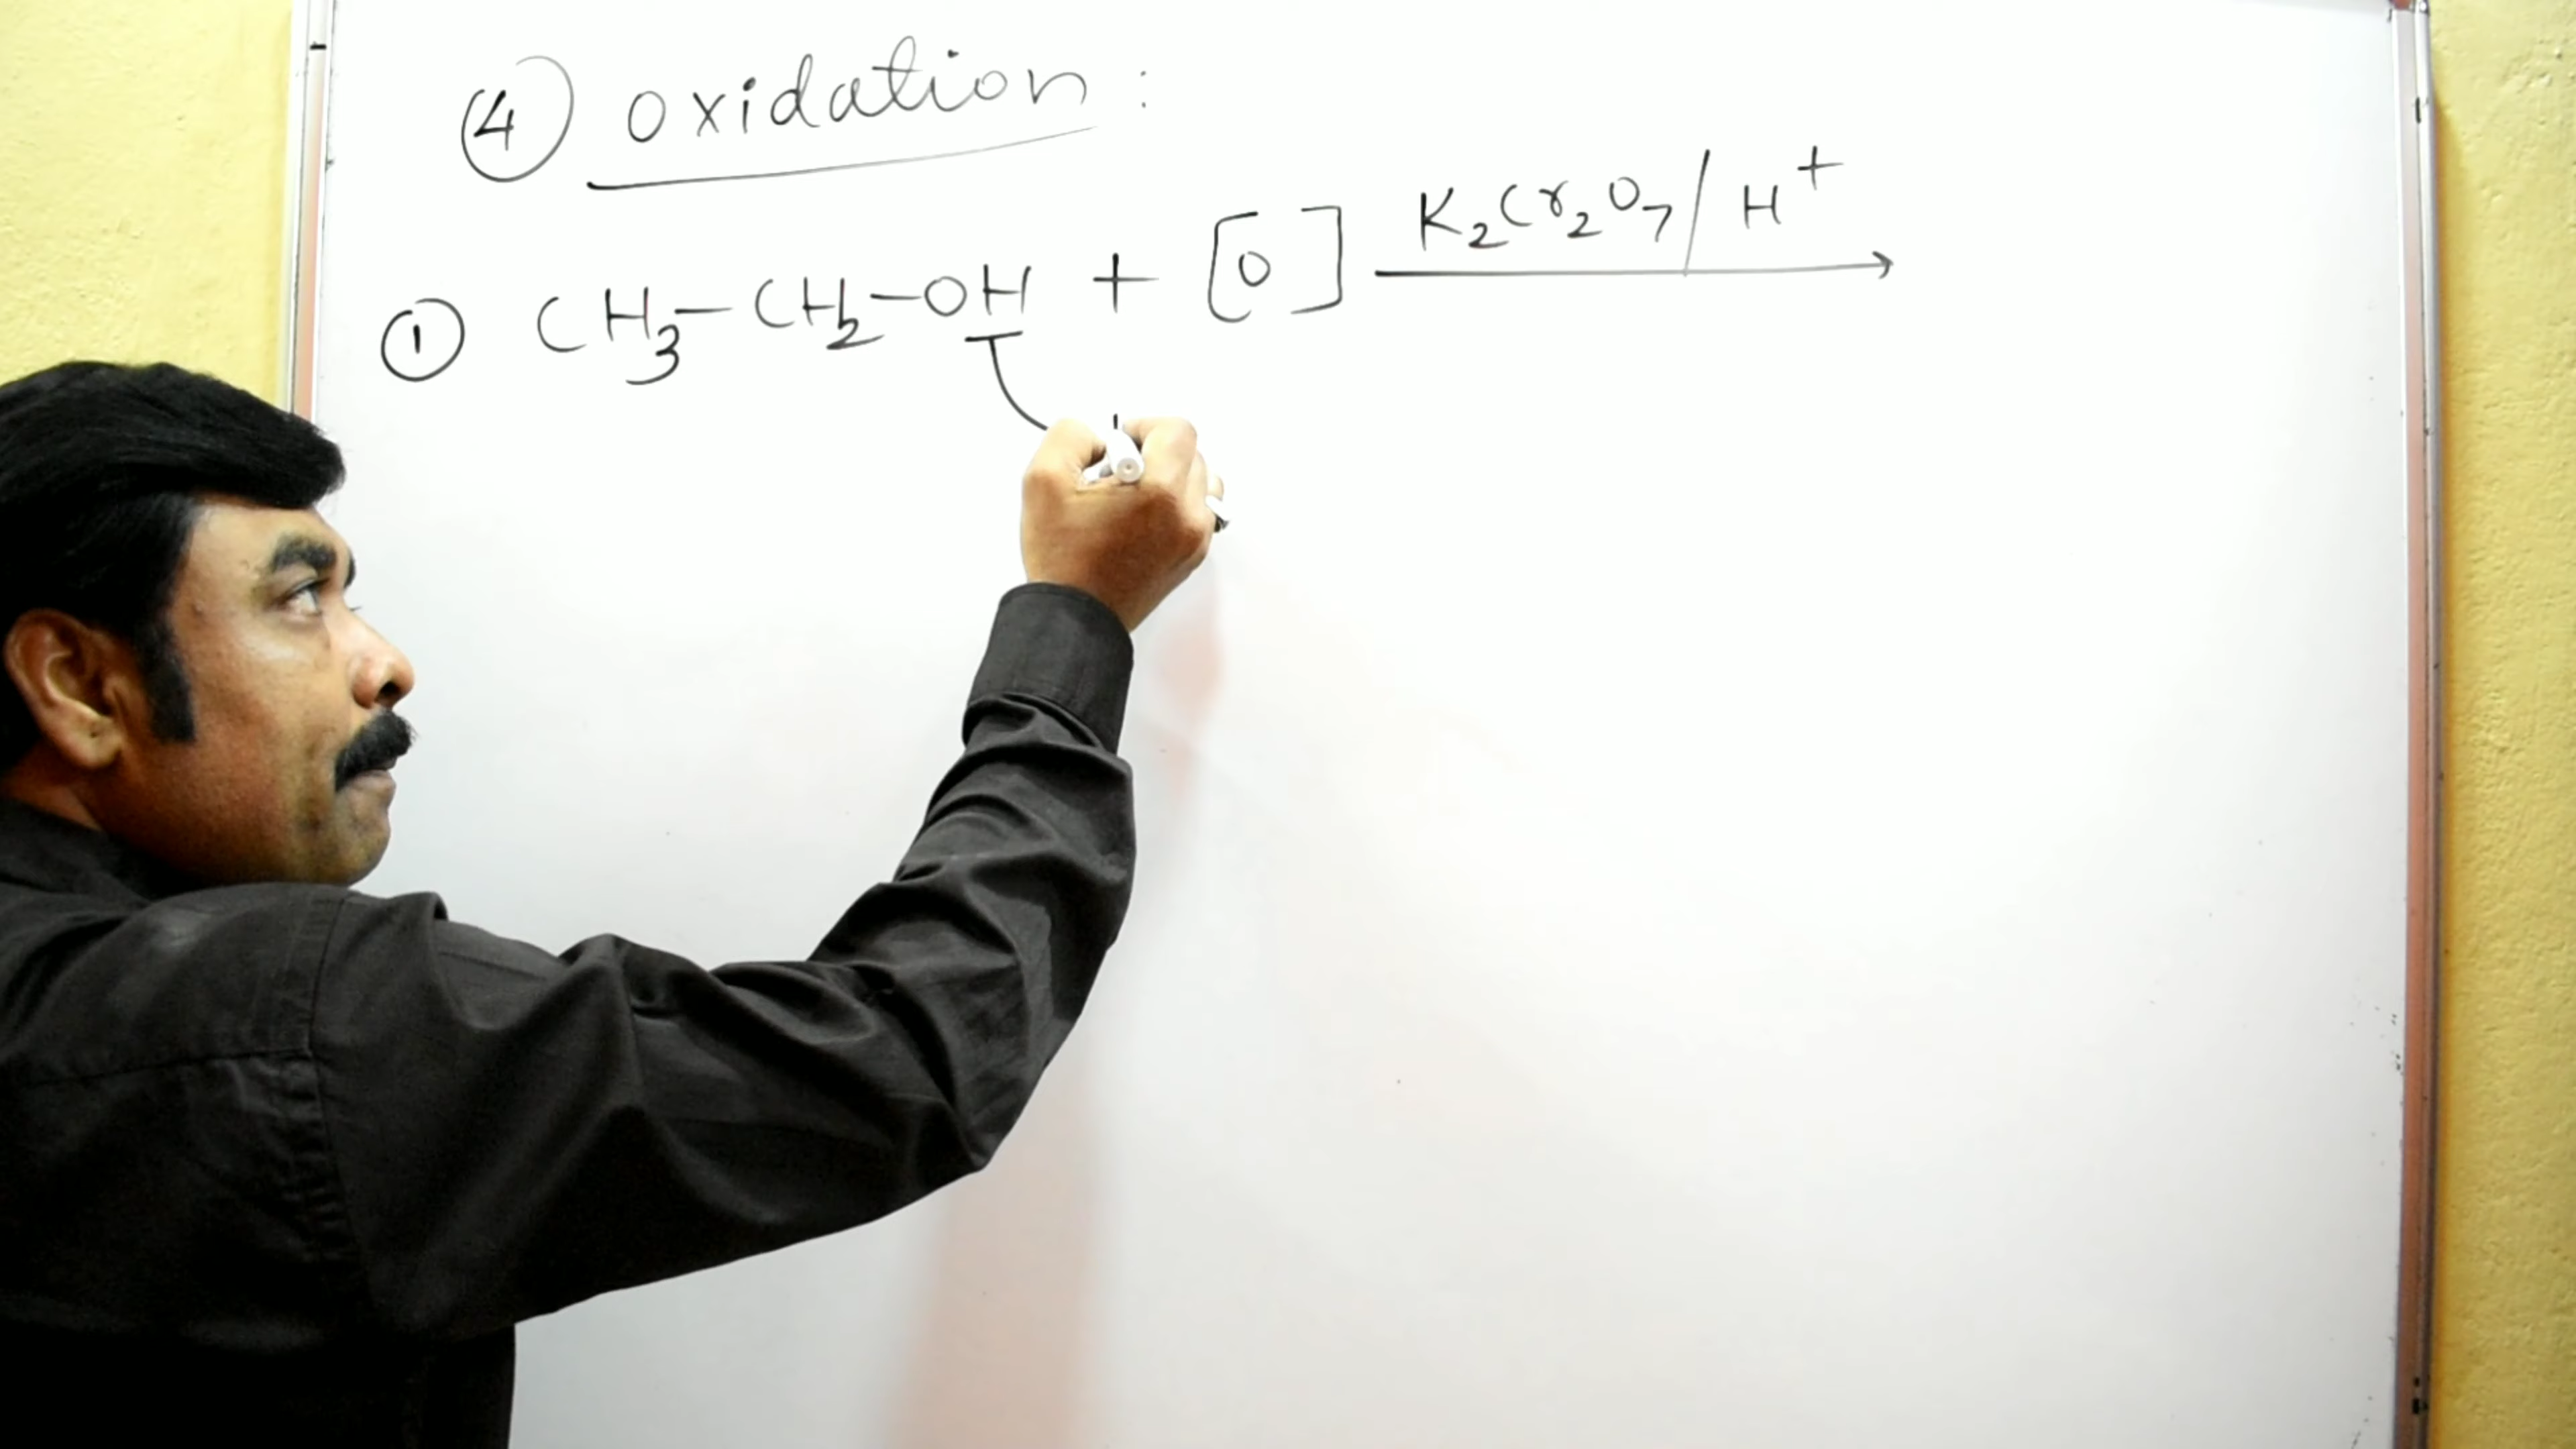 ④ oxidation :
① CH₃-CH₂-OH + [O] K₂Cr₂O₇/H⁺ →